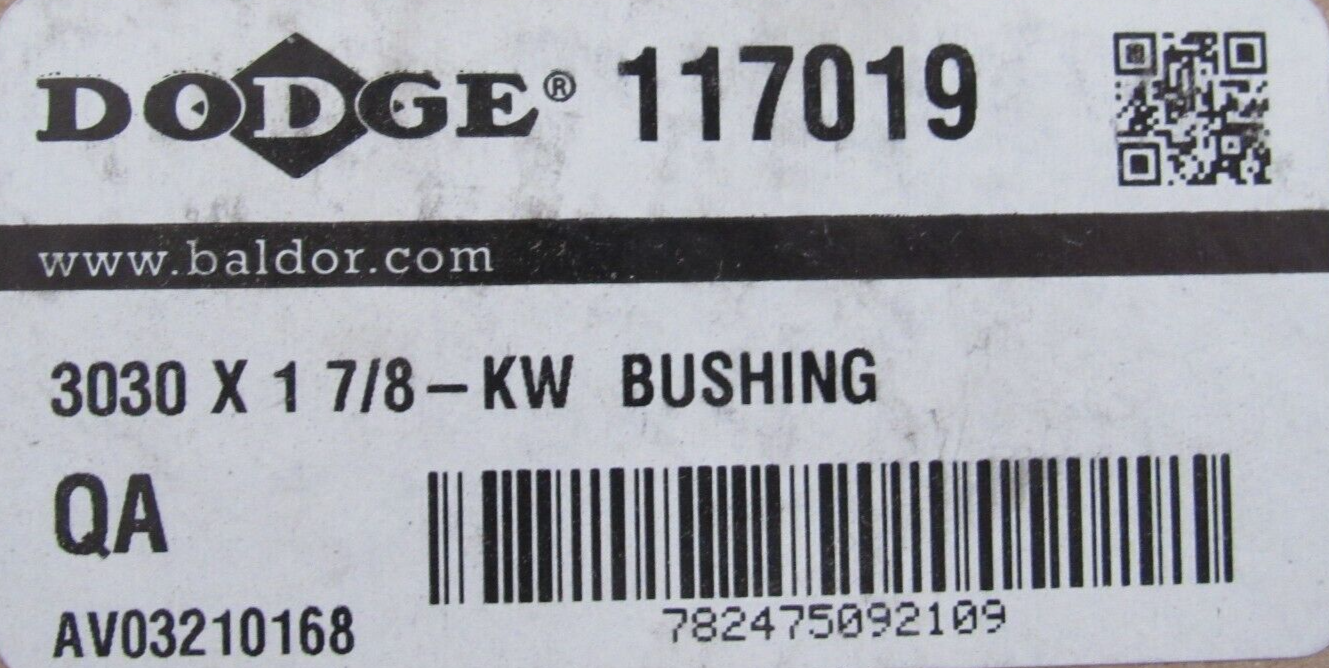 DODGE® 117019
www.baldor.com
3030 X 1 7/8-KW BUSHING
QA
AV03210168
782475092109